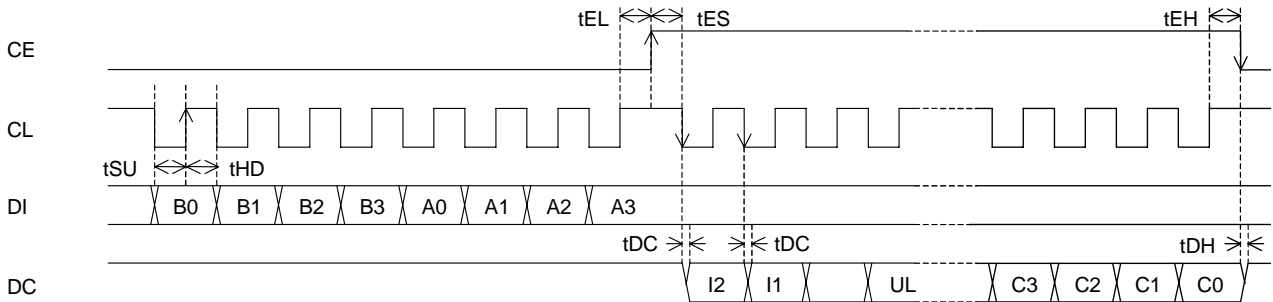 tEL tES tEH
CE
CL
tSU tHD
DI B0 B1 B2 B3 A0 A1 A2 A3
tDC tDC tDH
DC I2 I1 UL C3 C2 C1 C0